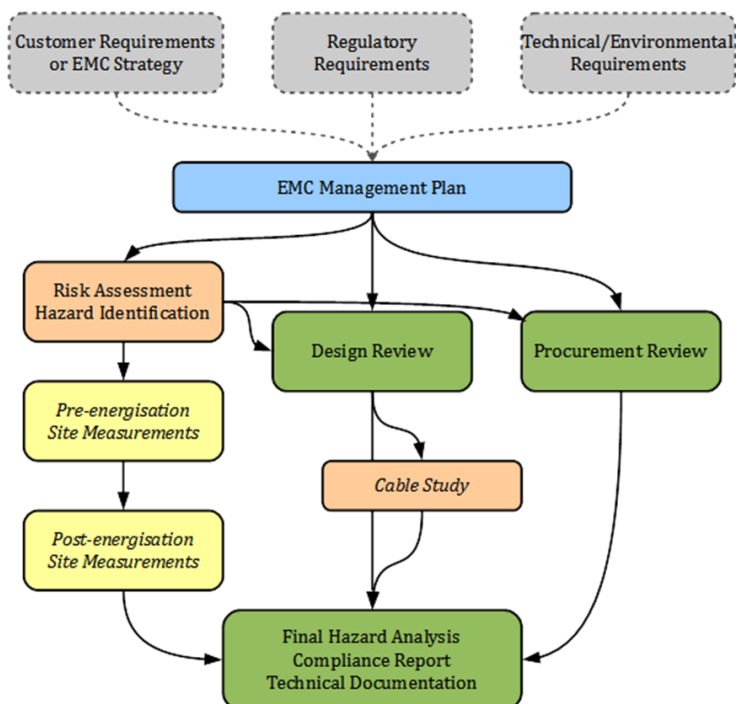 Customer Requirements
or EMC Strategy
Regulatory
Requirements
Technical/Environmental
Requirements
EMC Management Plan
Risk Assessment
Hazard Identification
Design Review
Procurement Review
Pre-energisation
Site Measurements
Cable Study
Post-energisation
Site Measurements
Final Hazard Analysis
Compliance Report
Technical Documentation